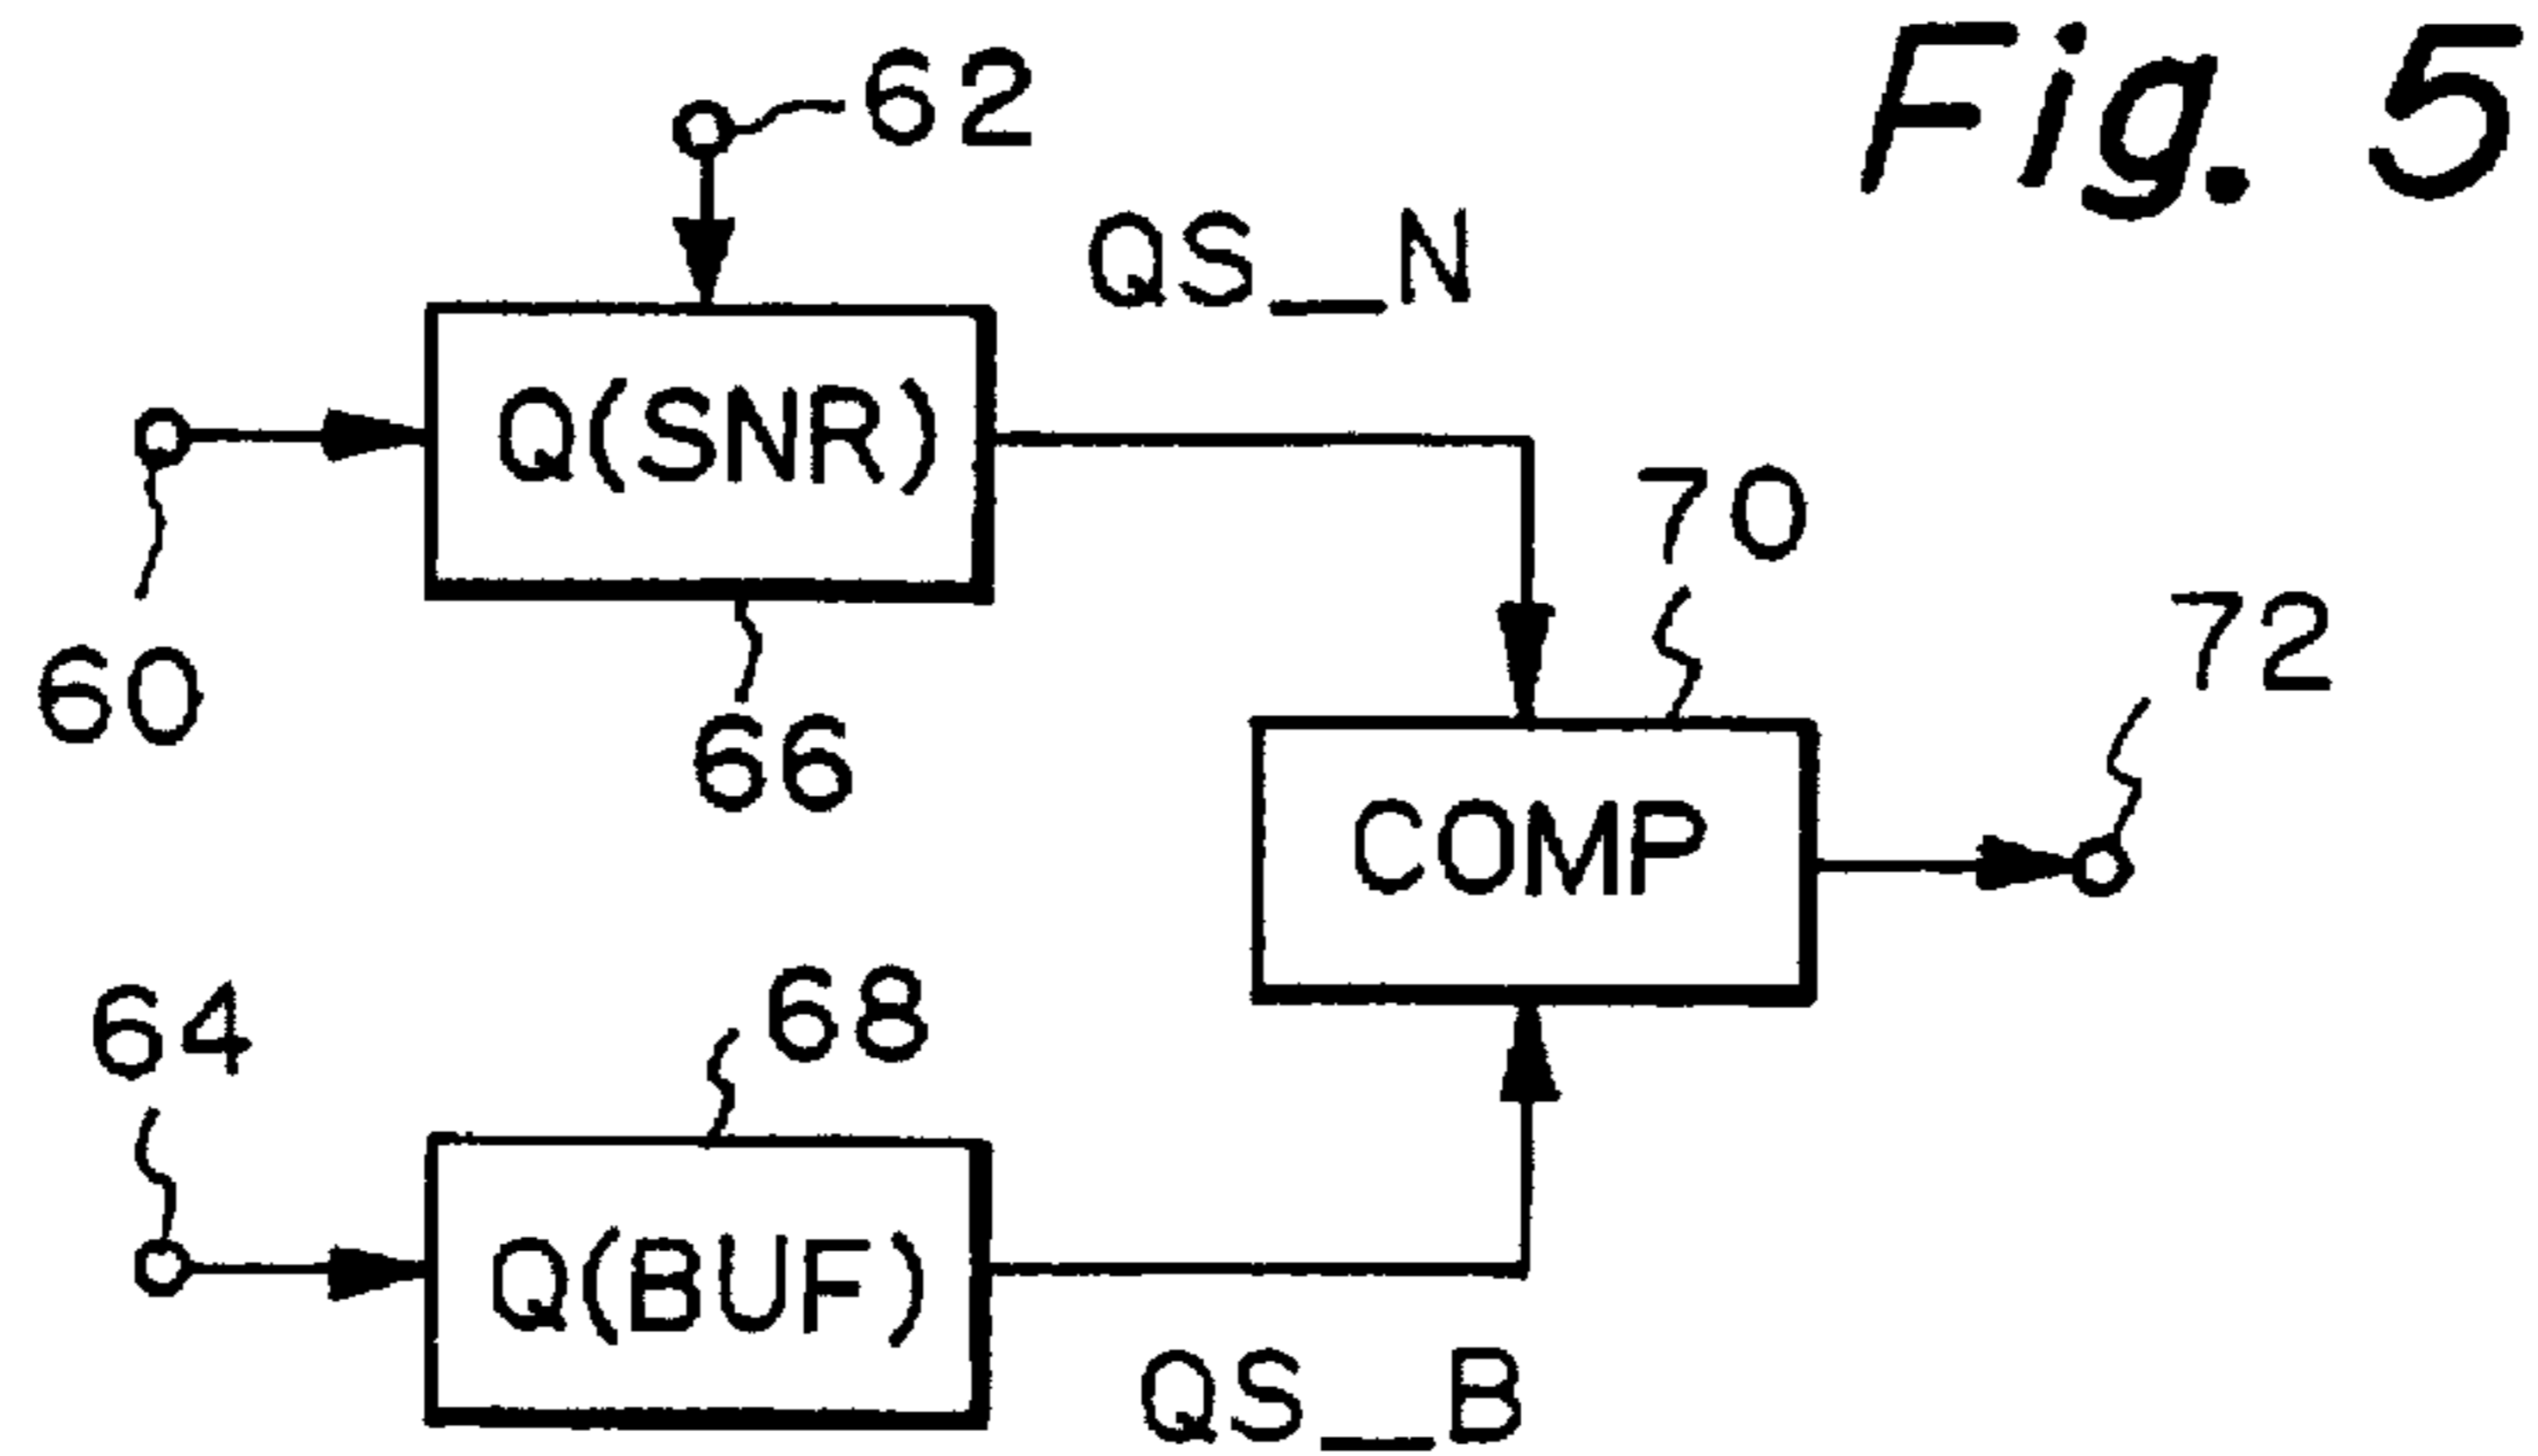 Fig. 5
62
QS_N
Q(SNR)
60
66
70
72
COMP
64
68
Q(BUF)
QS_B